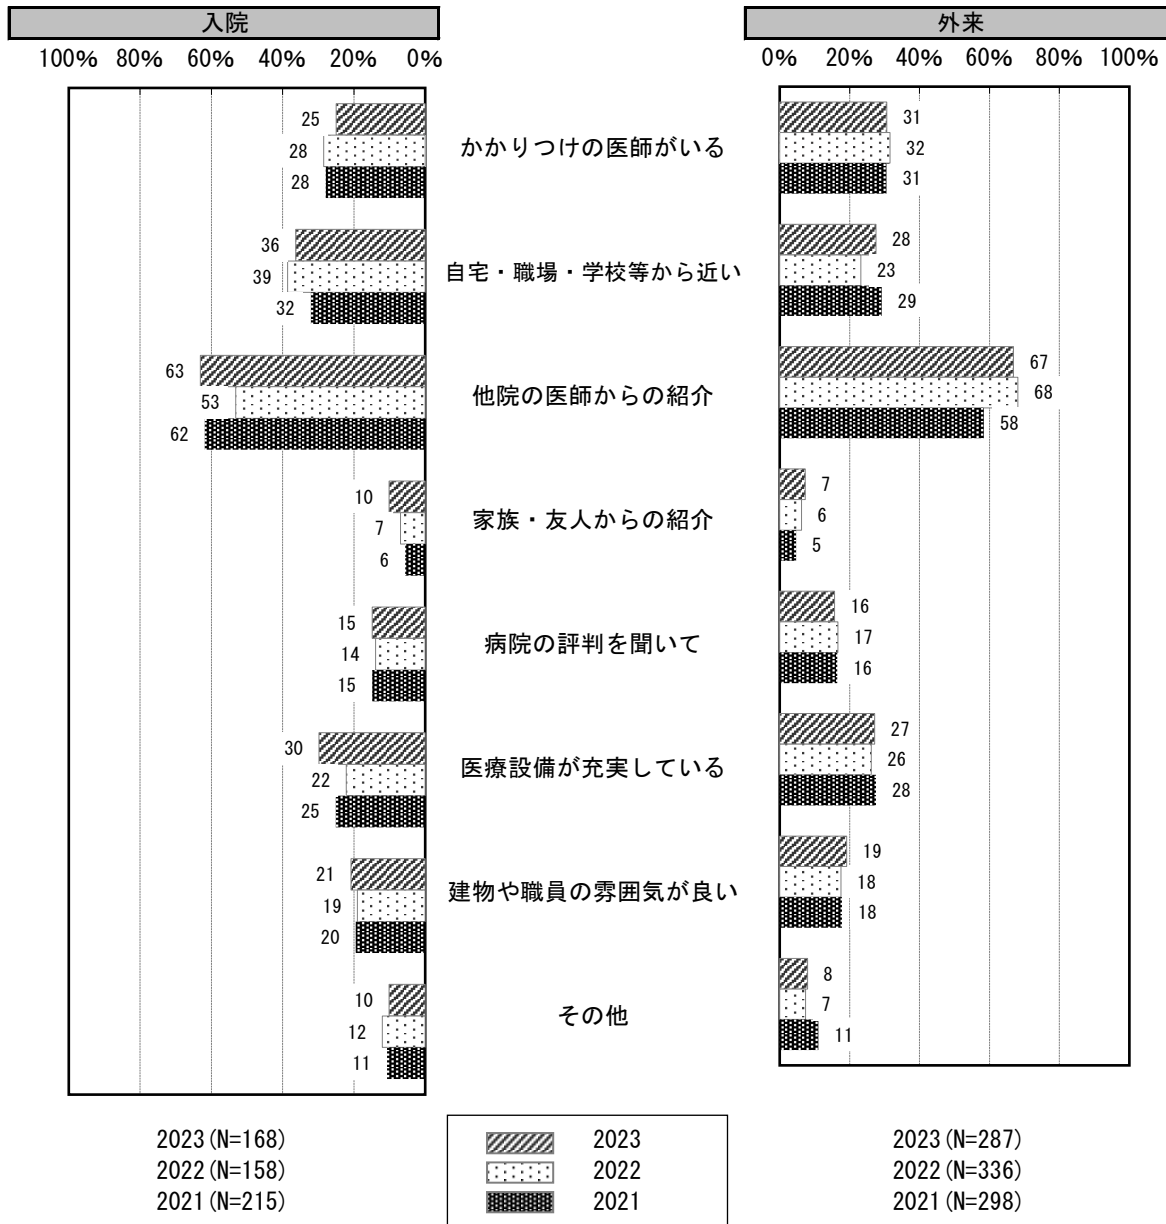 入院 外来
100% 80% 60% 40% 20% 0% 0% 20% 40% 60% 80% 100%
25 31
28 かかりつけの医師がいる 32
28 31
36 28
39 自宅・職場・学校等から近い 23
32 29
63 67
53 他院の医師からの紹介 68
62 58
10 7
7 家族・友人からの紹介 6
6 5
15 16
14 病院の評判を聞いて 17
15 16
30 27
22 医療設備が充実している 26
25 28
21 19
19 建物や職員の雰囲気が良い 18
20 18
10 8
12 その他 7
11 11
2023(N=168) 2023 2023(N=287)
2022(N=158) 2022 2022(N=336)
2021(N=215) 2021 2021(N=298)